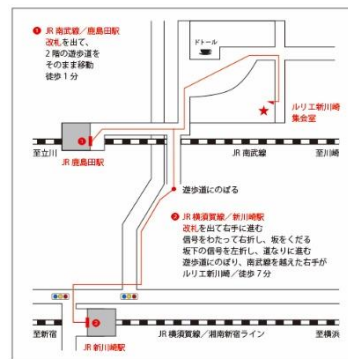 ❶ JR 南武線／鹿島田駅
改札を出て、
2階の遊歩道を
そのまま移動
徒歩1分
ドトール
ルリエ新川崎
集会室
❶
至立川
JR 鹿島田駅
JR 南武線
至川崎
遊歩道にのぼる
❷ JR 横須賀線／新川崎駅
改札を出て右手に進む
信号をわたって右折し、坂をくだる
坂下の信号を左折し、道なりに進む
遊歩道にのぼり、南武線を越えた右手が
ルリエ新川崎／徒歩7分
❷
至新宿
JR 新川崎駅
JR 横須賀線／湘南新宿ライン
至横浜